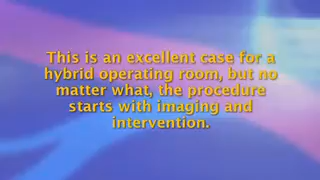 This is an excellent case for a
hybrid operating room, but no
matter what, the procedure
starts with imaging and
intervention.